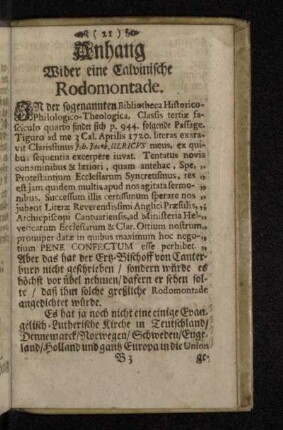 ( 21 )
Anhang
Wider eine Calvinische
Rodomontade.
IN der sogenannten Bibliotheca Historico-
Philologico-Theologica, Classis tertiæ fa-
sciculo quarto findet sich p. 944. folgende Passage.
Tiguro ad me 3 Cal. Aprilis 1720. literas exara-
vit Clarissimus Joh. Jacob. ULRICUS meus, ex qui-
bus sequentia excerpere iuvat. Tentatus novis
conaminibus & latiori, quam antehac, Spe, „
Protestantium Ecclesiarum Syncretismus, res „
est jam quidem multis apud nos agitata sermo- „
nibus. Successum illis certissimum sperare nos „
jubent Literæ Reverendissimi Angliæ Præsulis, „
Archiepiscopi Cantuariensis, ad Ministeria Hel- „
veticarum Ecclesiarum & Clar. Ottium nostrum „
pronuper datæ in quibus maximum hoc nego- „
tium PENE CONFECTUM esse perhibet. „
Aber das hat der Ertz-Bischoff von Canter-
bury nicht geschrieben / sondern würde es
höchst vor übel nehmen / dafern er sehen sol-
te / daß ihm solche greßliche Rodomontade
angedichtet würde.
Es hat ja noch nicht eine einige Evan-
gelisch-Lutherische Kirche in Teutschland /
Dennemarck / Norwegen / Schweden / Enge-
land / Holland und gantz Europa in die Union
B 3 ge-